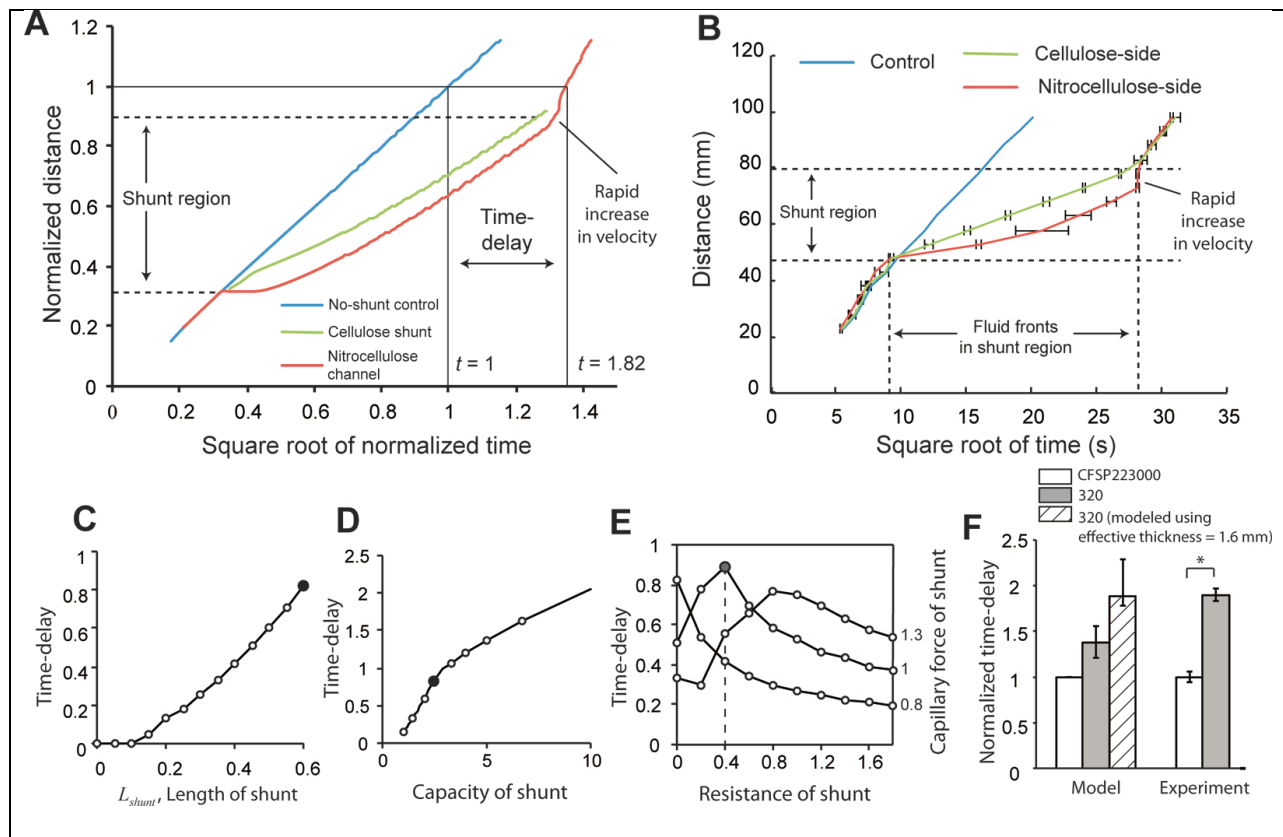 A
1.2
1
0.8
0.6
0.4
0.2
0
Normalized distance
Shunt region
Time-
delay
Rapid
increase
in velocity
No-shunt control
Cellulose shunt
Nitrocellulose
channel
t = 1
t = 1.82
0 0.2 0.4 0.6 0.8 1 1.2 1.4
Square root of normalized time
B
120
100
80
60
40
20
0
Distance (mm)
Control
Cellulose-side
Nitrocellulose-side
Shunt region
Rapid
increase
in velocity
Fluid fronts
in shunt region
0 5 10 15 20 25 30 35
Square root of time (s)
C
1
0.8
0.6
0.4
0.2
0
Time-delay
0 0.2 0.4 0.6
Lshunt, Length of shunt
D
2.5
2
1.5
1
0.5
0
Time-delay
0 5 10
Capacity of shunt
E
1
0.8
0.6
0.4
0.2
0
Time-delay
1.3
1
0.8
Capillary force of shunt
0 0.4 0.8 1.2 1.6
Resistance of shunt
CFSP223000
320
320 (modeled using
effective thickness = 1.6 mm)
F
2.5
2
1.5
1
0.5
0
Normalized time-delay
*
Model Experiment